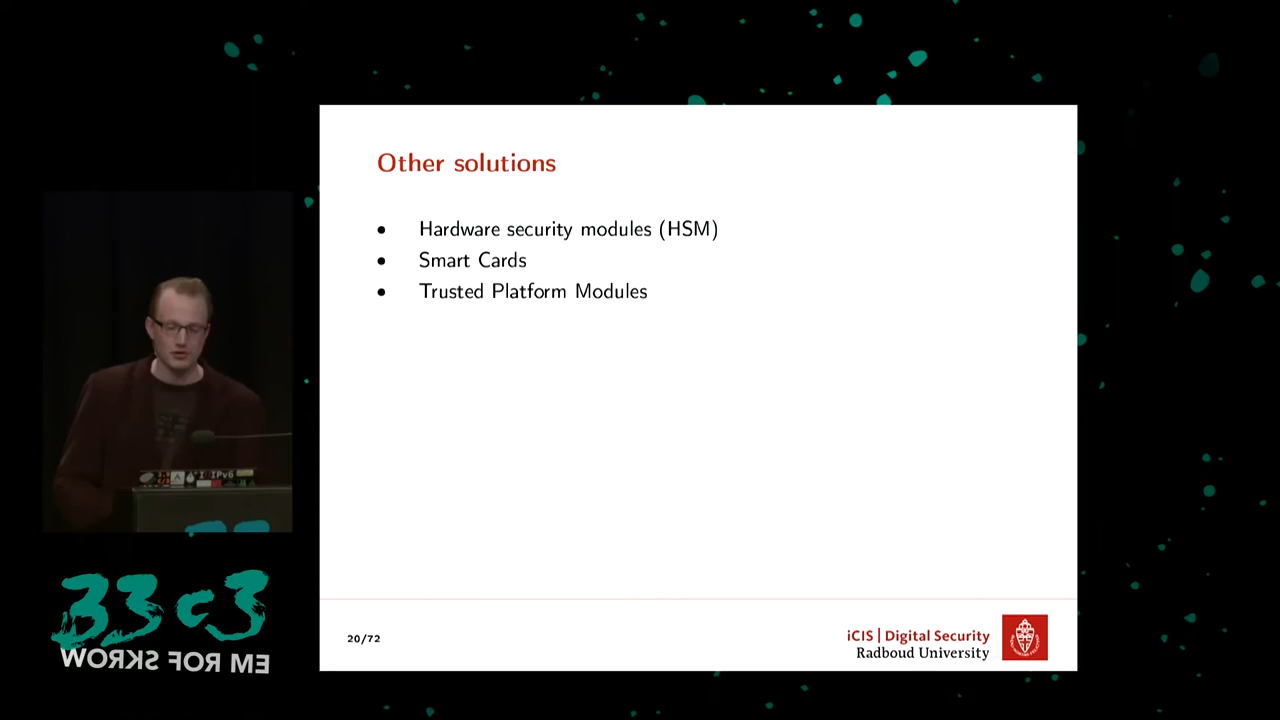 Other solutions
• Hardware security modules (HSM)
• Smart Cards
• Trusted Platform Modules
20/72
iCIS | Digital Security
Radboud University
IPv6
33c3
WORKS FOR ME